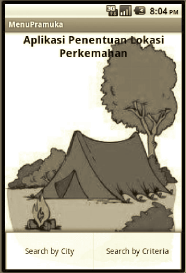 8:04 PM
MenuPramuka
Aplikasi Penentuan Lokasi
Perkemahan
Search by City
Search by Criteria